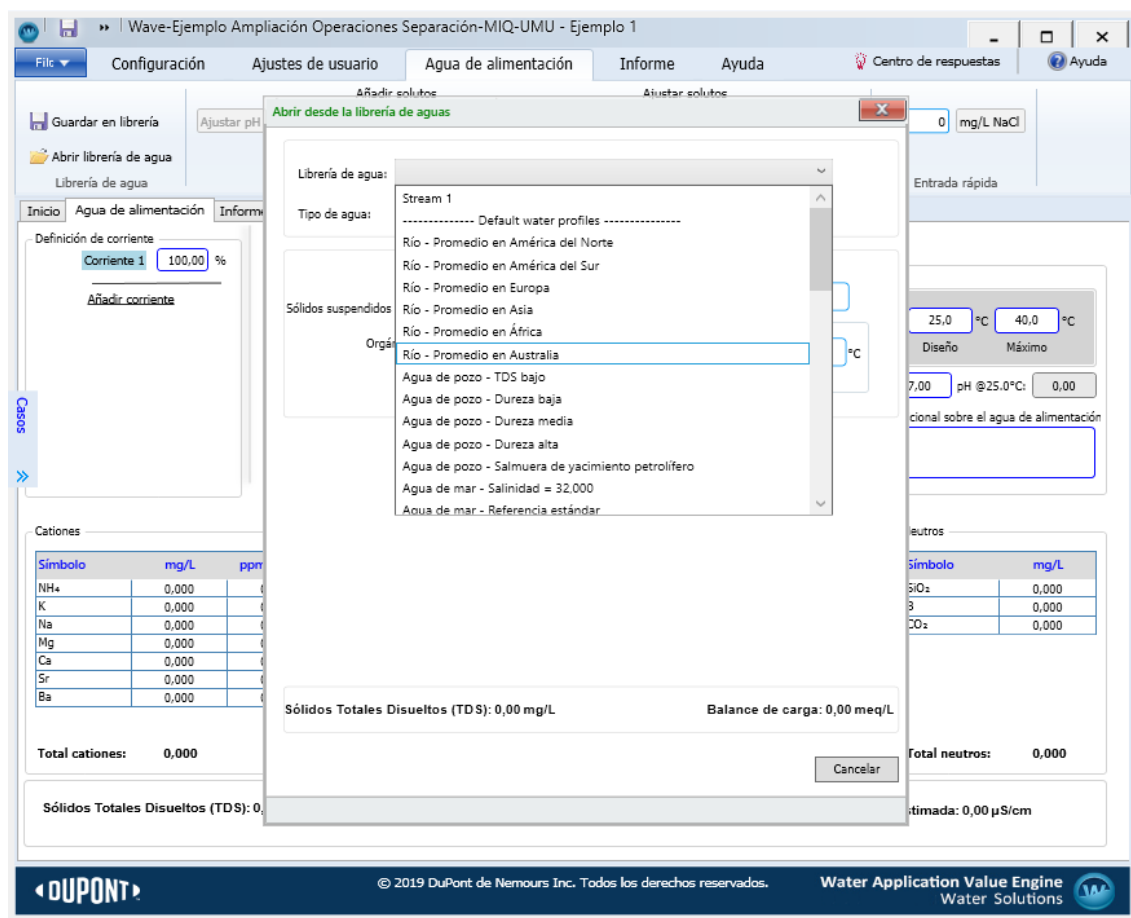 Wave-Ejemplo Ampliación Operaciones Separación-MIQ-UMU - Ejemplo 1
File Configuración Ajustes de usuario Agua de alimentación Informe Ayuda Centro de respuestas Ayuda
Añadir solutos Ajustar solutos
Guardar en librería Ajustar pH 0 mg/L NaCl
Abrir librería de agua
Librería de agua Entrada rápida
Inicio Agua de alimentación
Definición de corriente
Corriente 1 100,00 %
Añadir corriente
Casos
Abrir desde la librería de aguas
Librería de agua:
Tipo de agua:
Sólidos suspendidos
°C
Stream 1
-------------- Default water profiles ---------------
Río - Promedio en América del Norte
Río - Promedio en América del Sur
Río - Promedio en Europa
Río - Promedio en Asia
Río - Promedio en África
Río - Promedio en Australia
Agua de pozo - TDS bajo
Agua de pozo - Dureza baja
Agua de pozo - Dureza media
Agua de pozo - Dureza alta
Agua de pozo - Salmuera de yacimiento petrolífero
Agua de mar - Salinidad = 32,000
Agua de mar - Referencia estándar
25,0 °C 40,0 °C
Diseño Máximo
7,00 pH @25.0°C: 0,00
sobre el agua de alimentación
Cationes
Símbolo mg/L ppm
NH₄ 0,000
K 0,000
Na 0,000
Mg 0,000
Ca 0,000
Sr 0,000
Ba 0,000
Total cationes: 0,000
Símbolo mg/L
SiO₂ 0,000
B 0,000
CO₂ 0,000
Total neutros: 0,000
Sólidos Totales Disueltos (TDS): 0,00 mg/L Balance de carga: 0,00 meq/L
Cancelar
Sólidos Totales Disueltos (TDS): 0, 0,00 µS/cm
DUPONT
© 2019 DuPont de Nemours Inc. Todos los derechos reservados.
Water Application Value Engine
Water Solutions